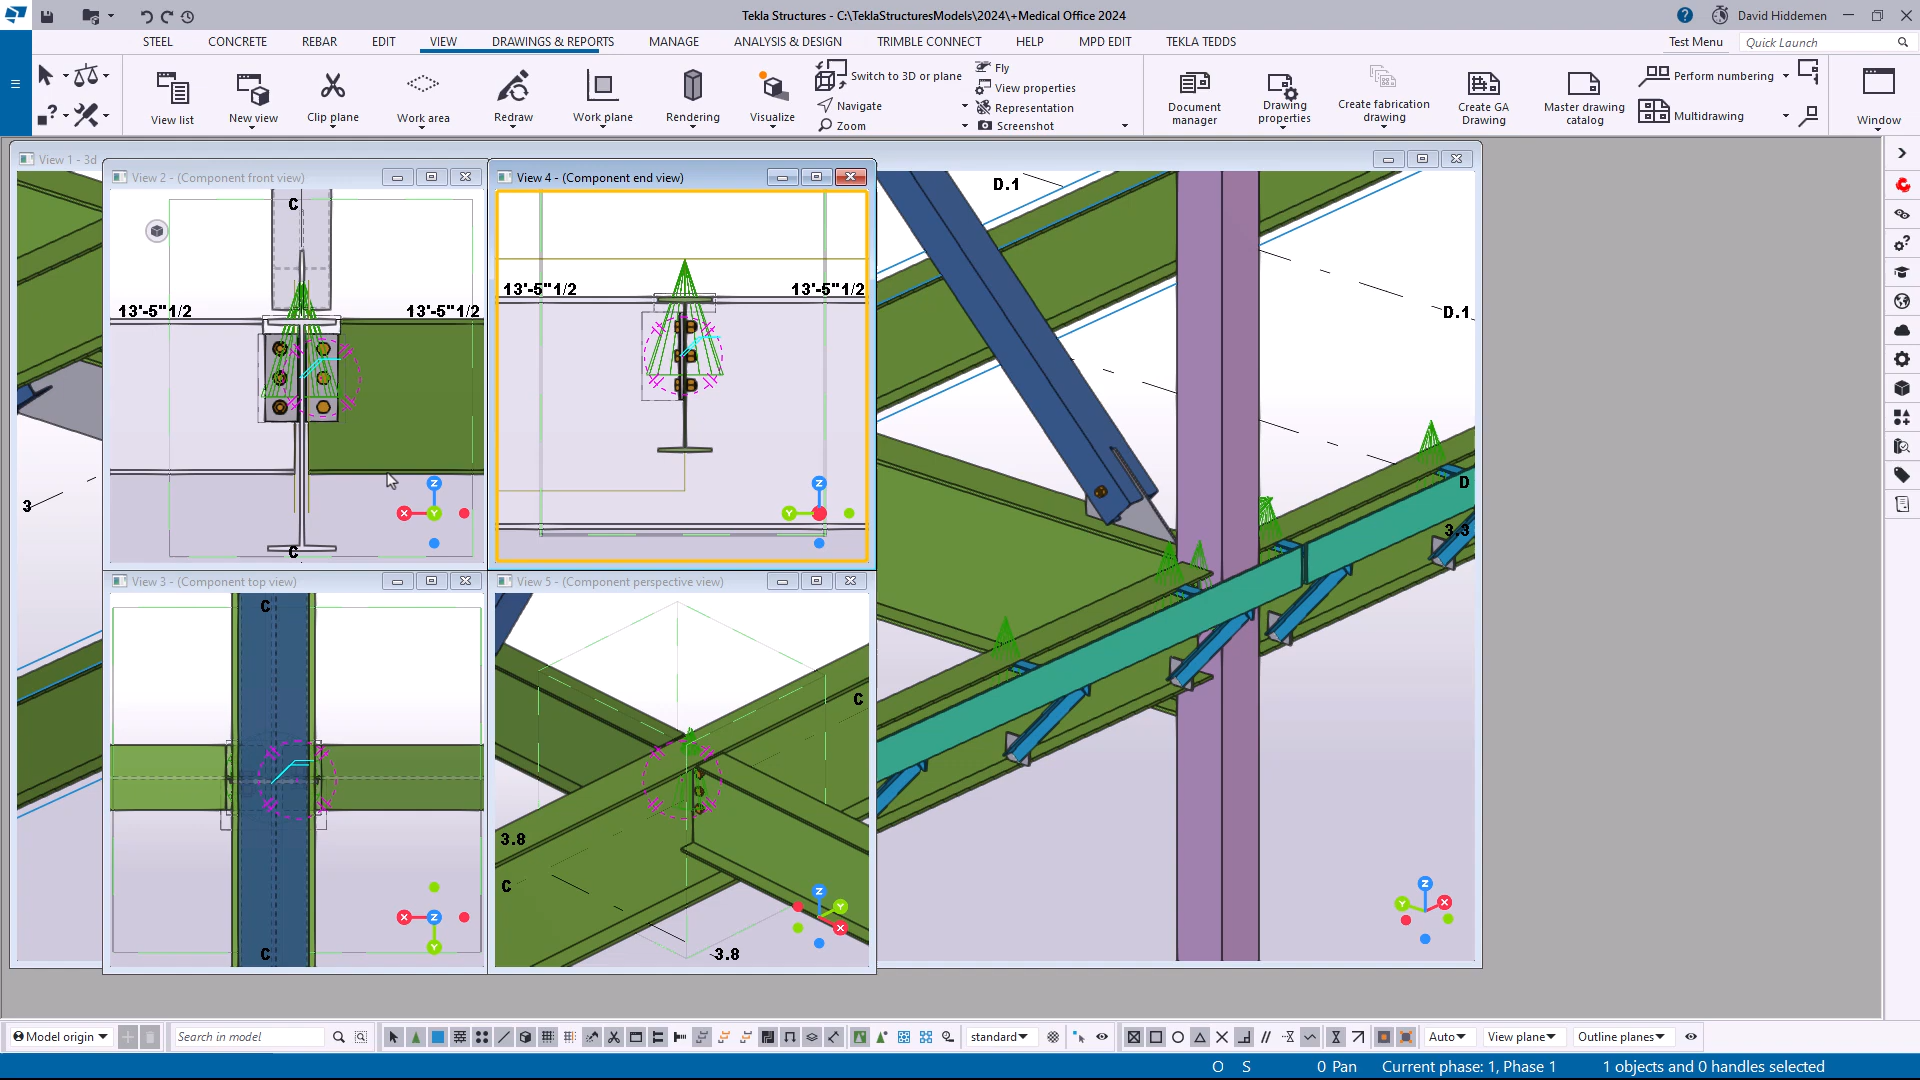 Tekla Structures - C:\TeklaStructuresModels\2024\+Medical Office 2024
David Hiddemen
STEEL CONCRETE REBAR EDIT VIEW DRAWINGS & REPORTS MANAGE ANALYSIS & DESIGN TRIMBLE CONNECT HELP MPD EDIT TEKLA TEDDS
Test Menu
Quick Launch
View list
New view
Clip plane
Work area
Redraw
Work plane
Rendering
Visualize
Switch to 3D or plane
Navigate
Zoom
Fly
View properties
Representation
Screenshot
Document manager
Drawing properties
Create fabrication drawing
Create GA Drawing
Master drawing catalog
Perform numbering
Multidrawing
Window
View 1 - 3d
View 2 - (Component front view)
C
13'-5"1/2 13'-5"1/2
C
Z
X Y
View 4 - (Component end view)
13'-5"1/2 13'-5"1/2
Z
Y
View 3 - (Component top view)
C
C
X Z
Y
View 5 - (Component perspective view)
C
3.8
C
3.8
Z
Y
X
3
D.1
D.1
D
3.3
Z
Y X
Model origin
Search in model
standard
Auto
View plane
Outline planes
O S 0 Pan Current phase: 1, Phase 1 1 objects and 0 handles selected